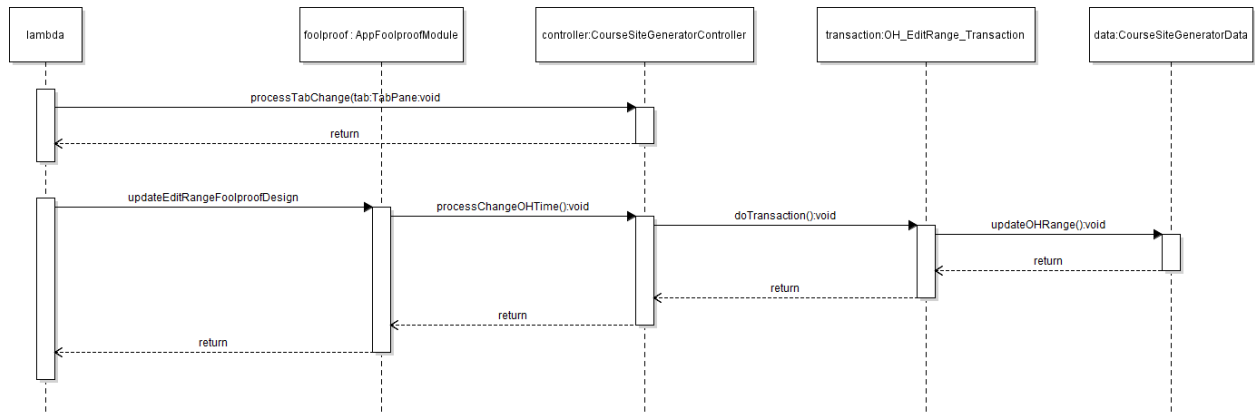 lambda
foolproof : AppFoolproofModule
controller:CourseSiteGeneratorController
transaction:OH_EditRange_Transaction
data:CourseSiteGeneratorData
processTabChange(tab:TabPane:void
return
updateEditRangeFoolproofDesign
processChangeOHTime():void
doTransaction():void
updateOHRange():void
return
return
return
return